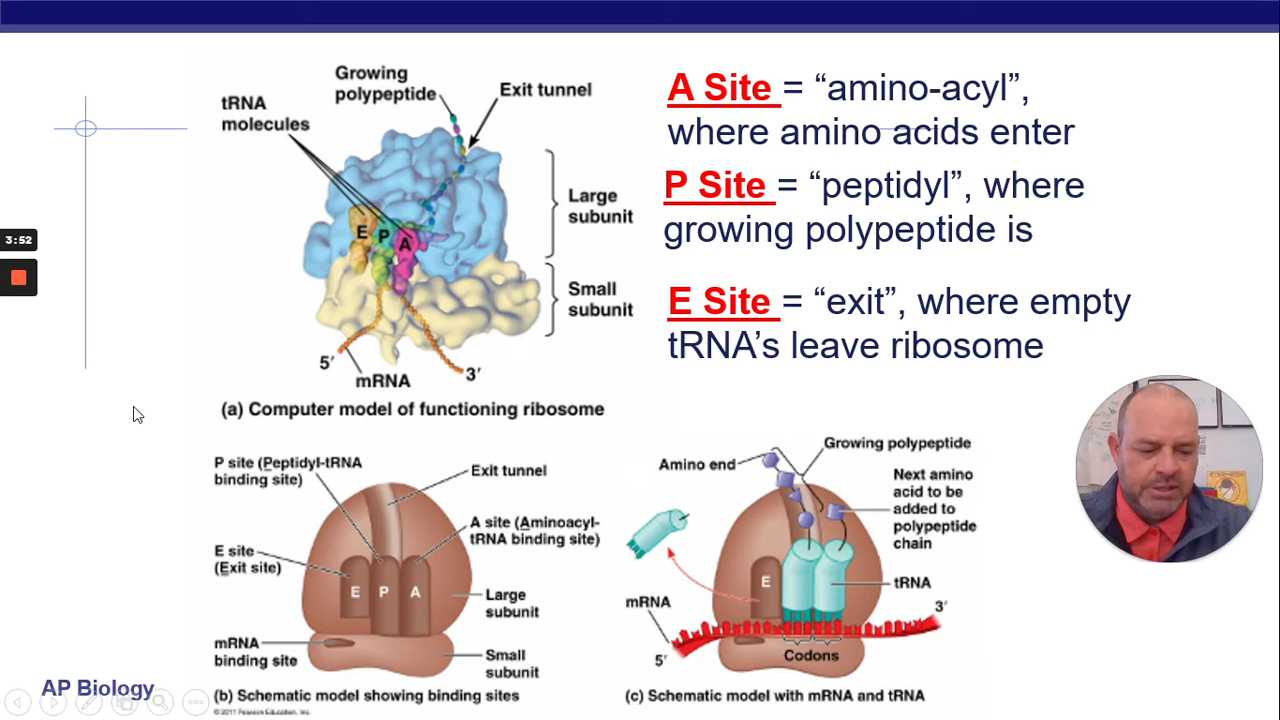 Growing
polypeptide
Exit tunnel
tRNA
molecules
Large
subunit
E P A
Small
subunit
5′
mRNA
3′
(a) Computer model of functioning ribosome
A Site = “amino-acyl”,
where amino acids enter
P Site = “peptidyl”, where
growing polypeptide is
E Site = “exit”, where empty
tRNA’s leave ribosome
3:52
P site (Peptidyl-tRNA
binding site)
Exit tunnel
A site (Aminoacyl-
tRNA binding site)
E site
(Exit site)
E P A
Large
subunit
mRNA
binding site
Small
subunit
(b) Schematic model showing binding sites
© 2011 Pearson Education, Inc.
Growing polypeptide
Amino end
Next amino
acid to be
added to
polypeptide
chain
E
tRNA
mRNA
3′
5′
Codons
(c) Schematic model with mRNA and tRNA
AP Biology